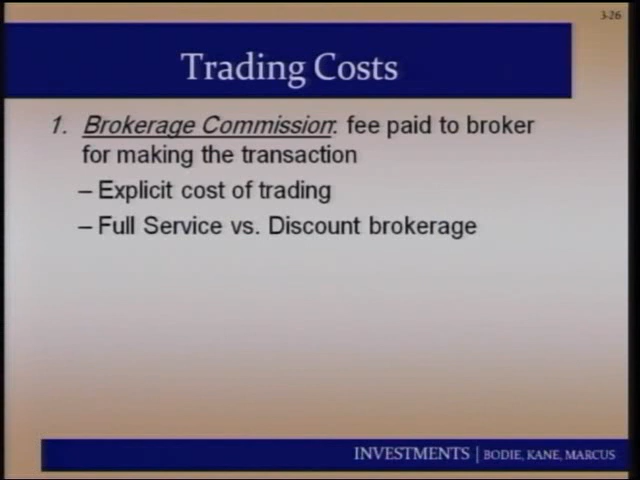 3-26
Trading Costs
1. Brokerage Commission: fee paid to broker
for making the transaction
– Explicit cost of trading
– Full Service vs. Discount brokerage
INVESTMENTS | BODIE, KANE, MARCUS